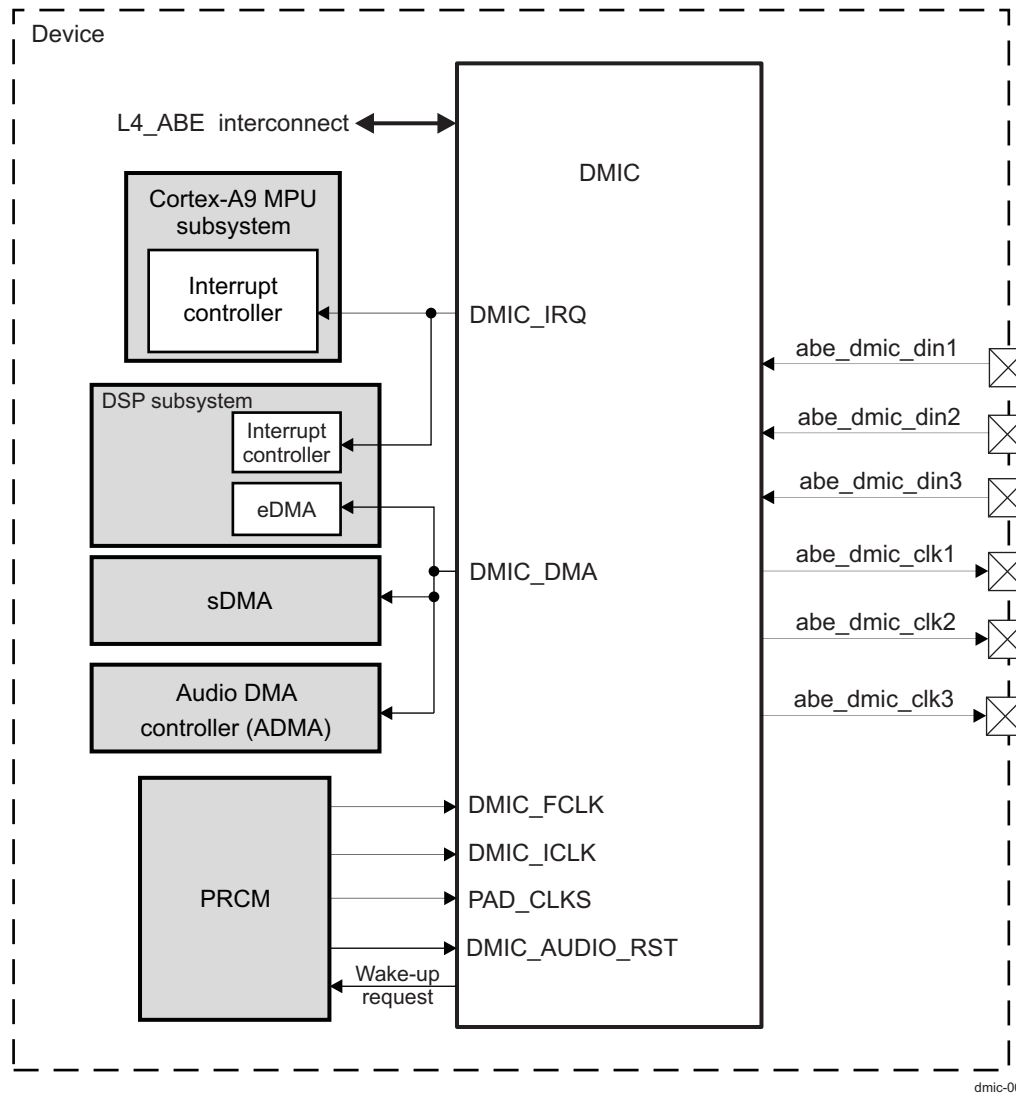 Device
L4_ABE interconnect
DMIC
Cortex-A9 MPU
subsystem
Interrupt
controller
DMIC_IRQ
abe_dmic_din1
DSP subsystem
Interrupt
controller
abe_dmic_din2
abe_dmic_din3
eDMA
DMIC_DMA
abe_dmic_clk1
sDMA
abe_dmic_clk2
Audio DMA
controller (ADMA)
abe_dmic_clk3
PRCM
DMIC_FCLK
DMIC_ICLK
PAD_CLKS
DMIC_AUDIO_RST
Wake-up
request